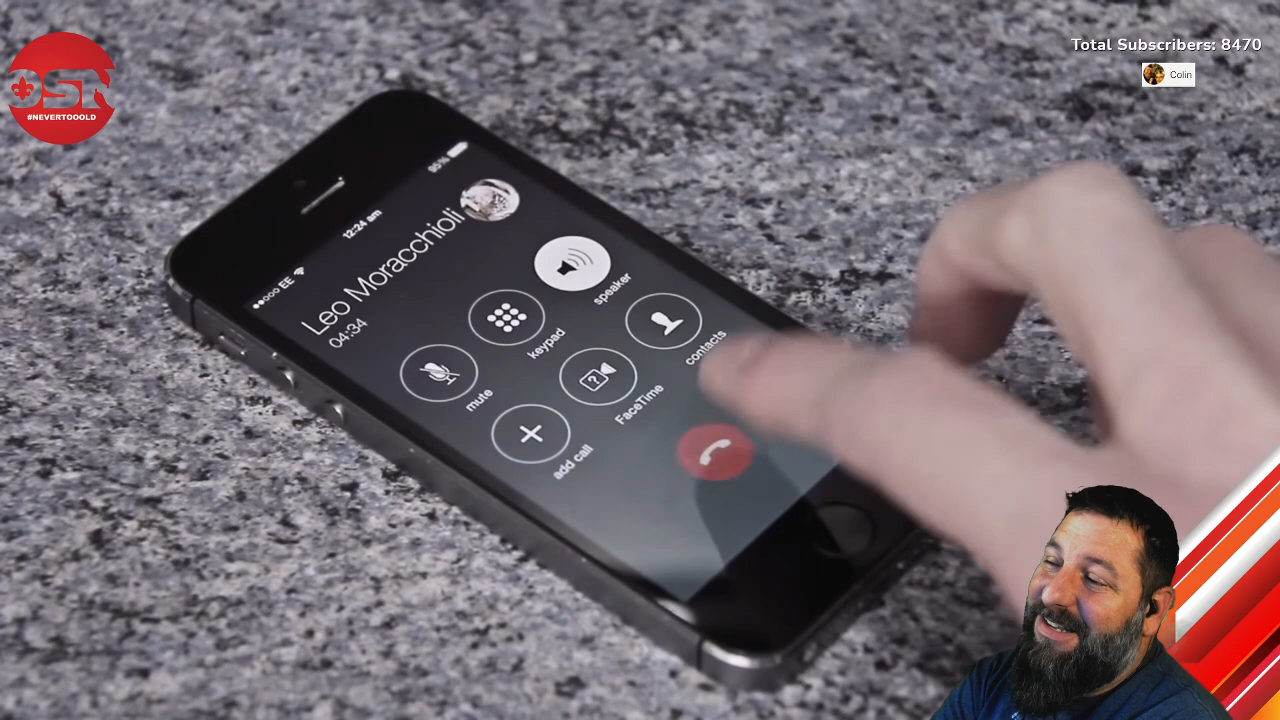 OSR
#NEVERTOOOLD
Total Subscribers: 8470
Colin
EE
12:24 am
95%
Leo Moracchioli
04:34
mute
keypad
speaker
add call
FaceTime
contacts
?